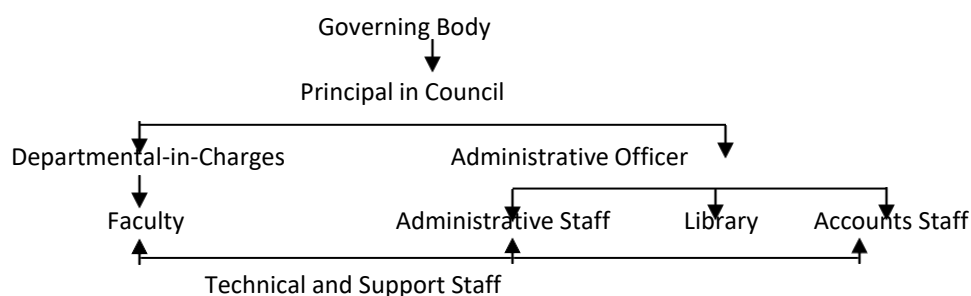 Governing Body
Principal in Council
Departmental-in-Charges Administrative Officer
Faculty Administrative Staff Library Accounts Staff
Technical and Support Staff